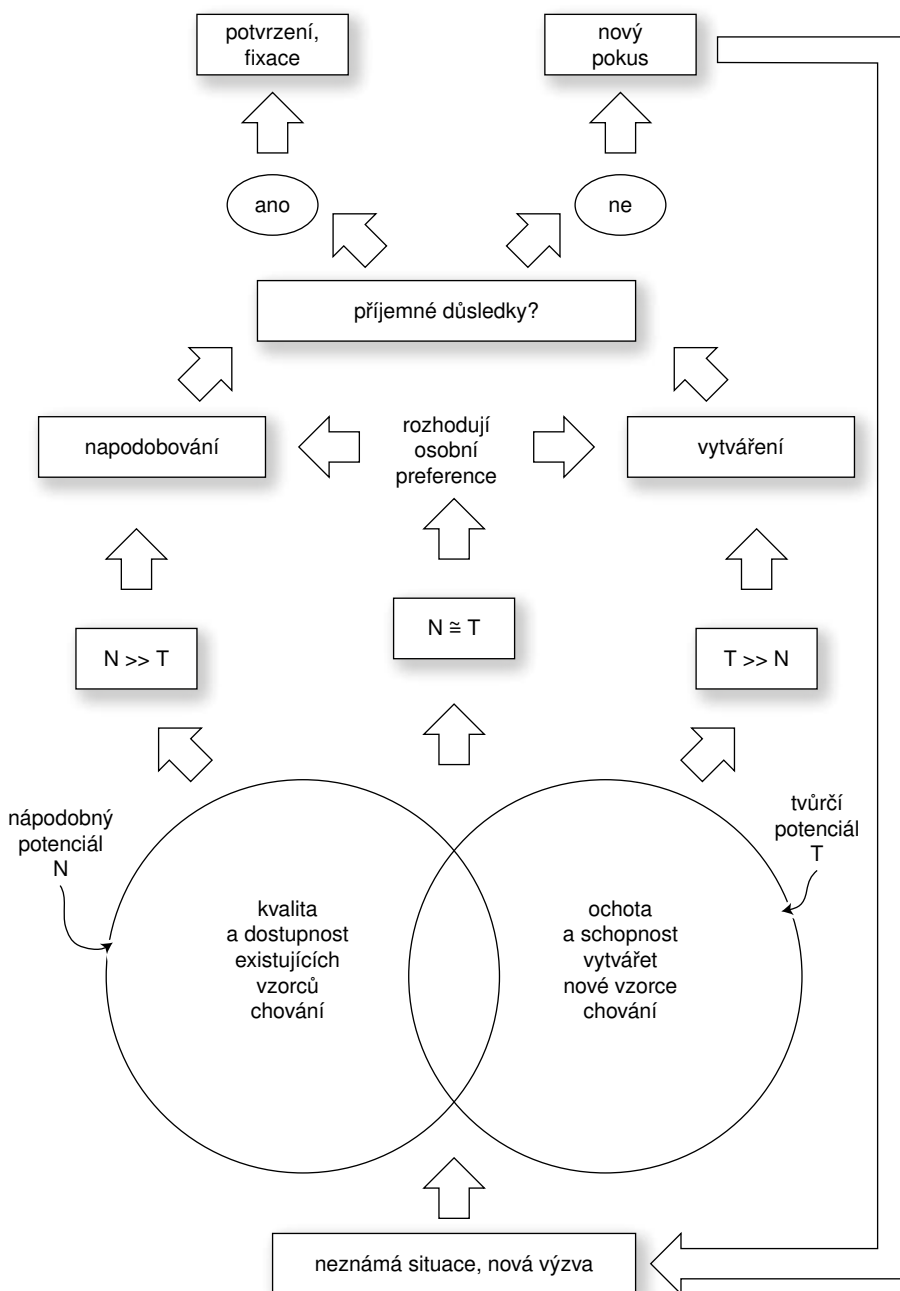 potvrzení,
fixace
nový
pokus
ano
ne
příjemné důsledky?
napodobování
rozhodují
osobní
preference
vytváření
N >> T
N ≅ T
T >> N
nápodobný
potenciál
N
tvůrčí
potenciál
T
kvalita
a dostupnost
existujících
vzorců
chování
ochota
a schopnost
vytvářet
nové vzorce
chování
neznámá situace, nová výzva